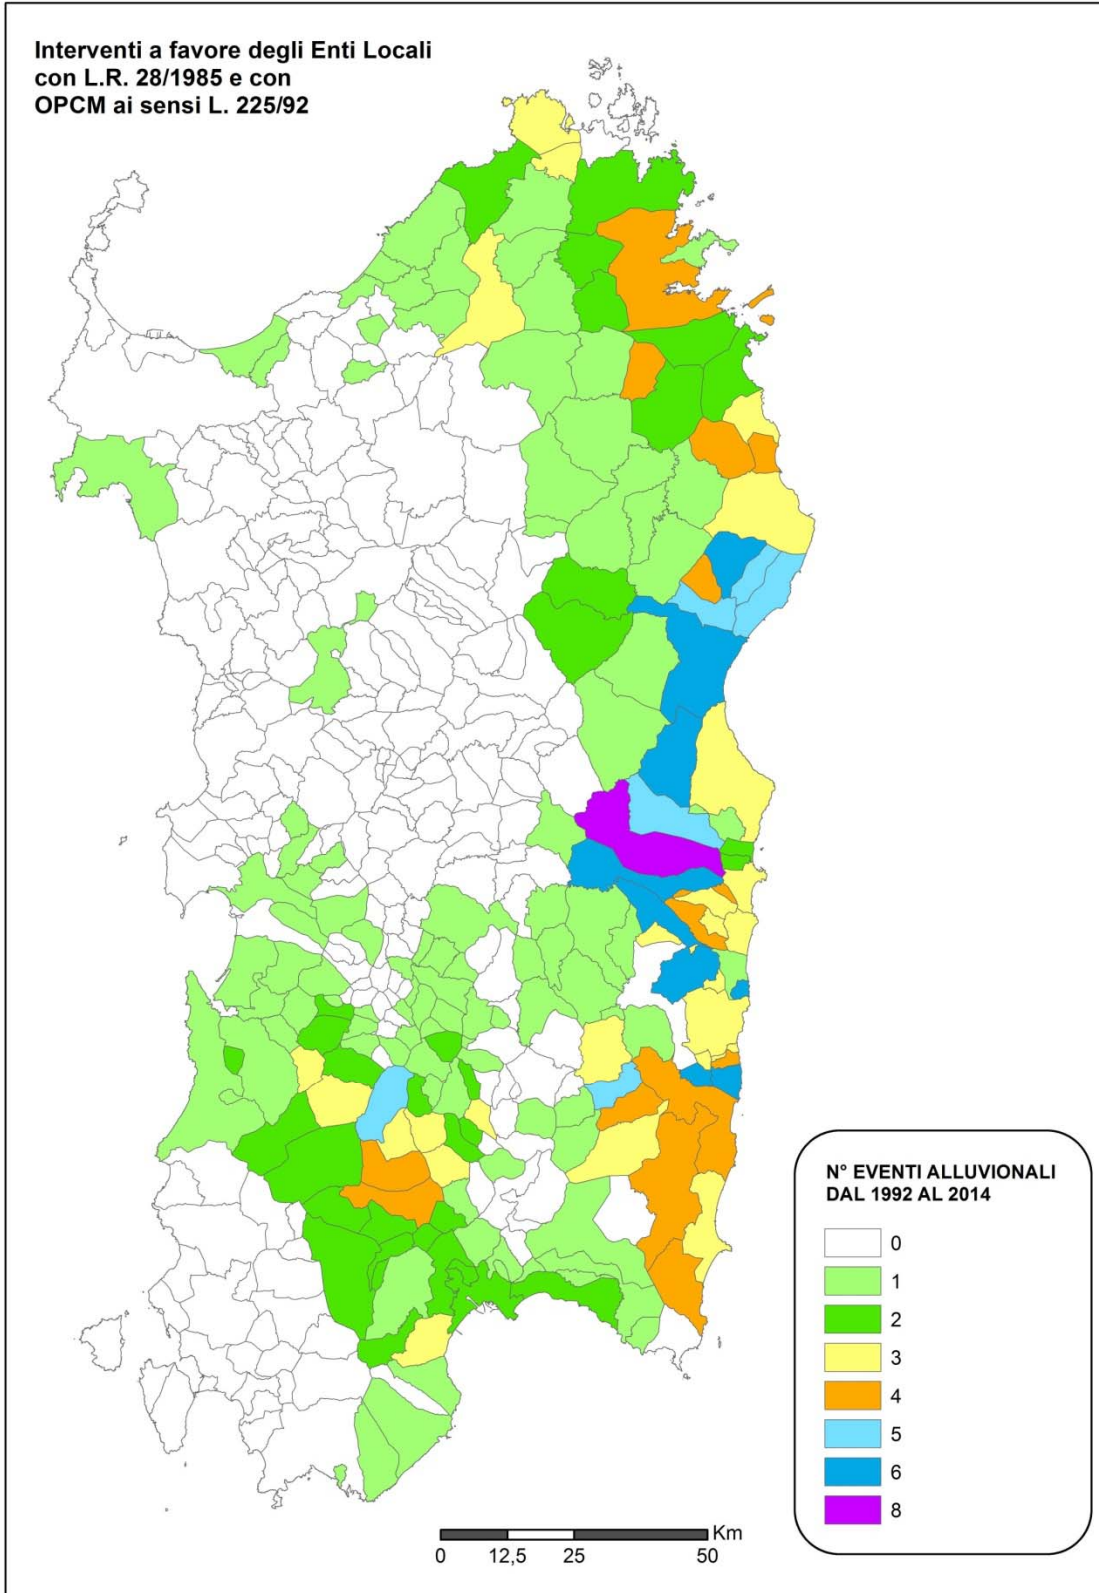 Interventi a favore degli Enti Locali
con L.R. 28/1985 e con
OPCM ai sensi L. 225/92
N° EVENTI ALLUVIONALI
DAL 1992 AL 2014
0
1
2
3
4
5
6
8
Km
0 12,5 25 50